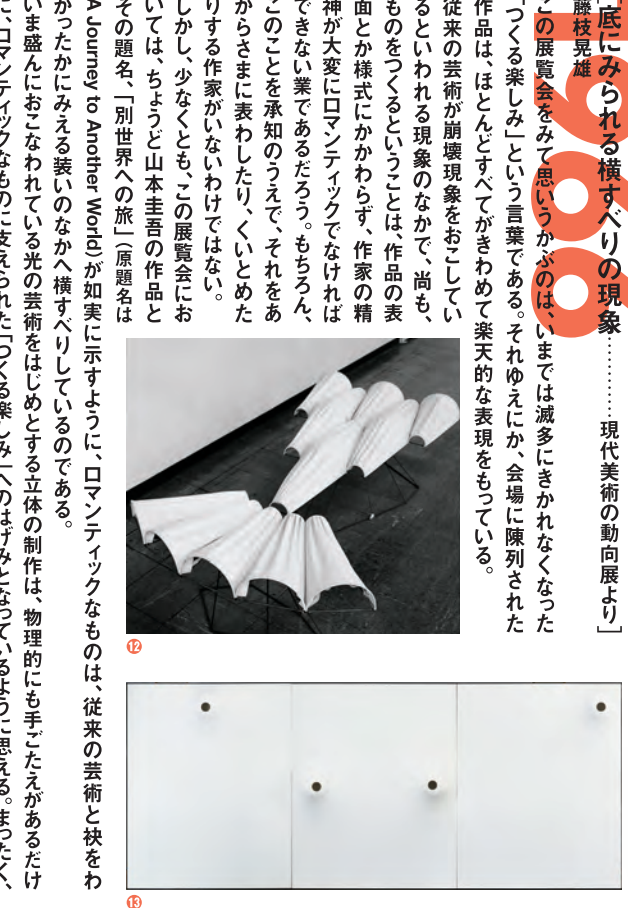 1966
「底にみられる横すべりの現象…………現代美術の動向展より］
藤枝晃雄
この展覧会をみて思いうかぶのは、いまでは滅多にきかれなくなった
「つくる楽しみ」という言葉である。それゆえにか、会場に陳列された
作品は、ほとんどすべてがきわめて楽天的な表現をもっている。
従来の芸術が崩壊現象をおこしてい
るといわれる現象のなかで、尚も、
ものをつくるということは、作品の表
面とか様式にかかわらず、作家の精
神が大変にロマンティックでなければ
できない業であるだろう。もちろん、
このことを承知のうえで、それをあ
からさまに表わしたり、くいとめた
りする作家がいないわけではない。
しかし、少なくとも、この展覧会にお
いては、ちょうど山本圭吾の作品と
その題名、「別世界への旅」（原題名は
A Journey to Another World)が如実に示すように、ロマンティックなものは、従来の芸術と袂をわ
かったかにみえる装いのなかへ横すべりしているのである。
いま盛んにおこなわれている光の芸術をはじめとする立体の制作は、物理的にも手ごたえがあるだけ
に、ロマンティックなものに支えられた「つくる楽しみ」へのはげみとなっているように思える。まったく、
12
13